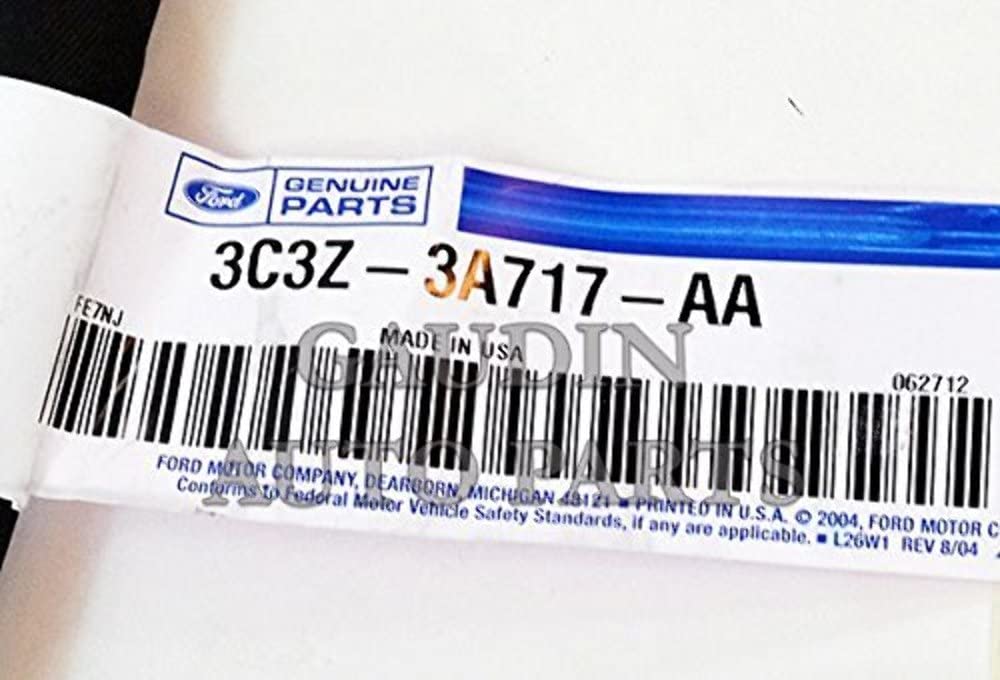 Ford
GENUINE
PARTS
3C3Z-3A717-AA
FE7NJ
MADE IN USA
062712
GAUDIN
AUTO PARTS
FORD MOTOR COMPANY, DEARBORN, MICHIGAN 48121 ■ PRINTED IN U.S.A. © 2004, FORD MOTOR C
Conforms to Federal Motor Vehicle Safety Standards, if any are applicable. ■ L26W1 REV 8/04